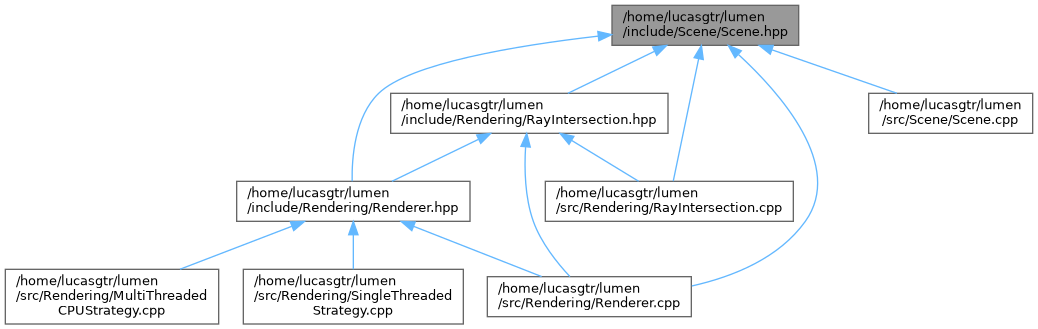 /home/lucasgtr/lumen
/include/Scene/Scene.hpp
/home/lucasgtr/lumen
/include/Rendering/RayIntersection.hpp
/home/lucasgtr/lumen
/src/Scene/Scene.cpp
/home/lucasgtr/lumen
/include/Rendering/Renderer.hpp
/home/lucasgtr/lumen
/src/Rendering/RayIntersection.cpp
/home/lucasgtr/lumen
/src/Rendering/MultiThreaded
CPUStrategy.cpp
/home/lucasgtr/lumen
/src/Rendering/SingleThreaded
Strategy.cpp
/home/lucasgtr/lumen
/src/Rendering/Renderer.cpp